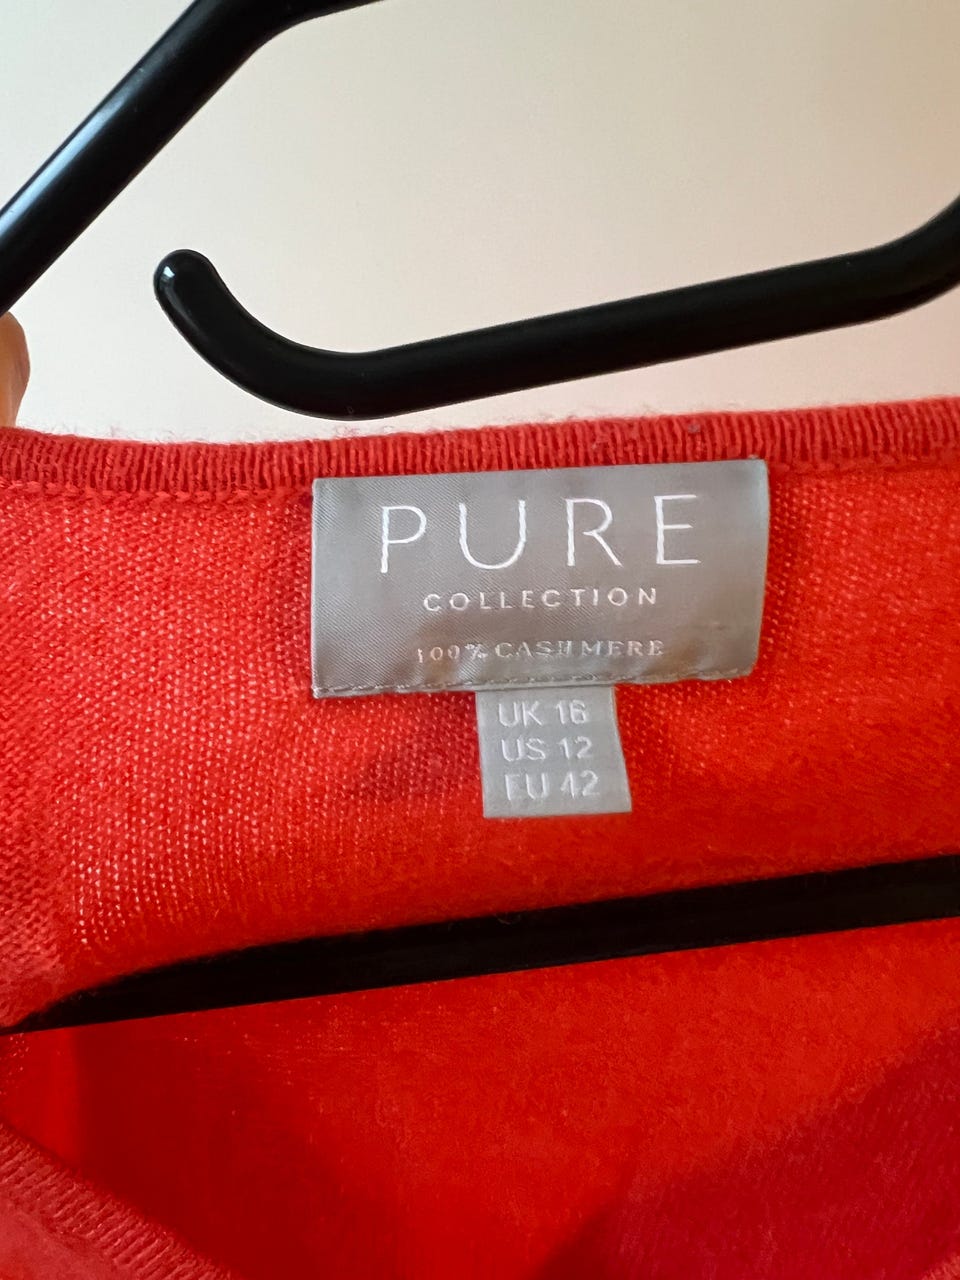 PURE
COLLECTION
100% CASHMERE
UK 16
US 12
EU 42